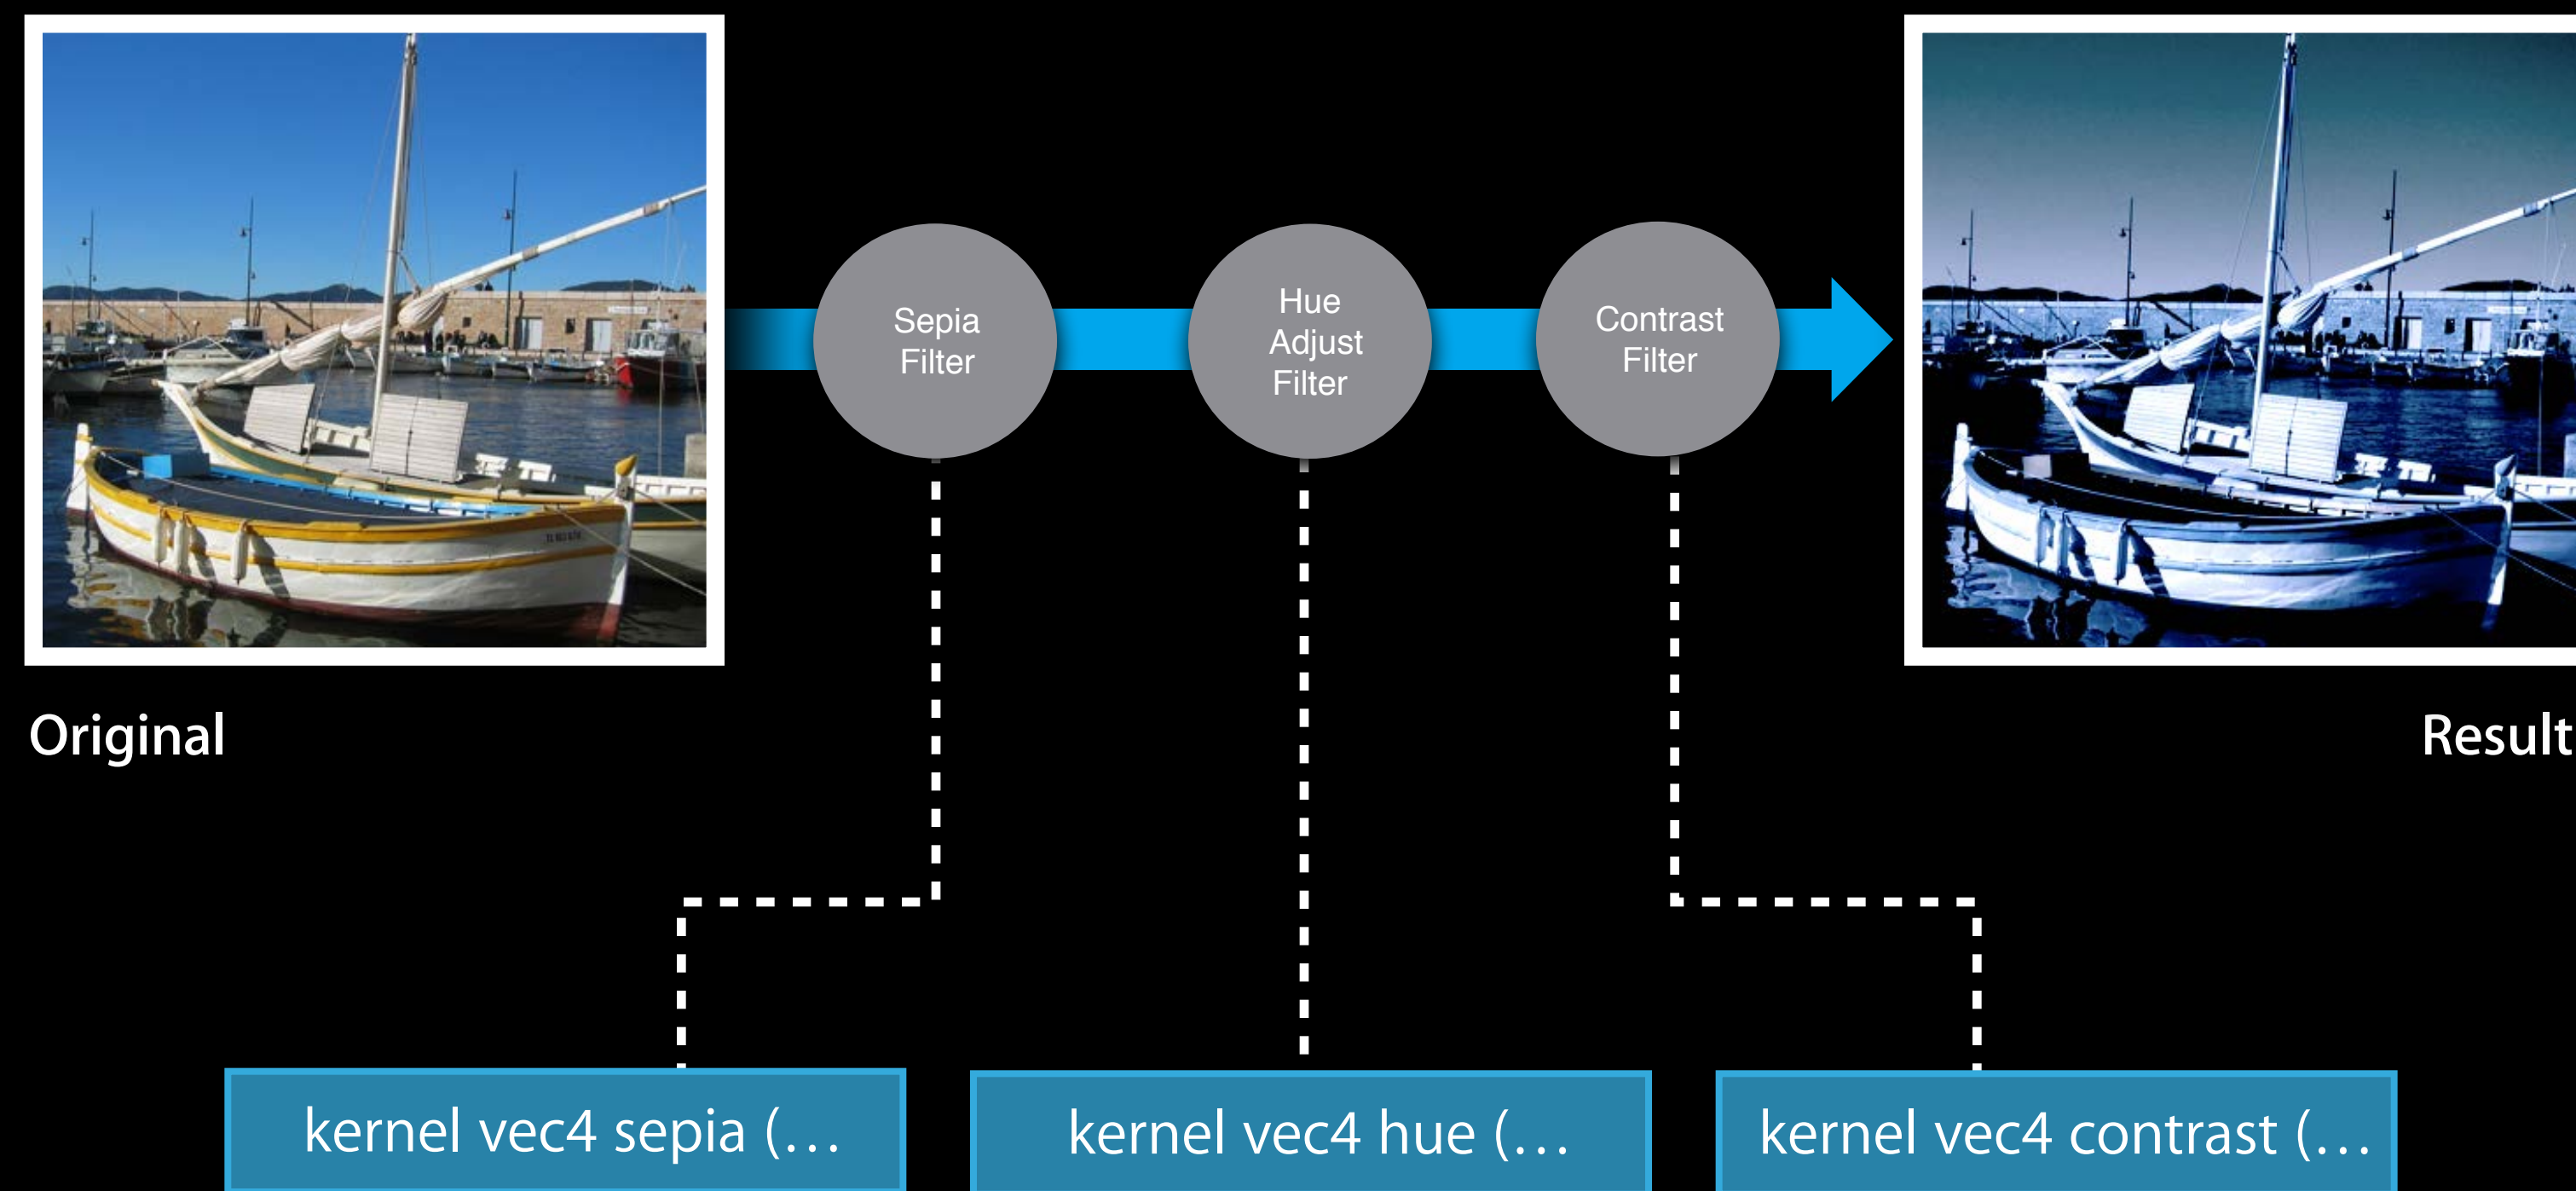 Sepia
Filter
Hue
Adjust
Filter
Contrast
Filter
Original
Result
kernel vec4 sepia (…
kernel vec4 hue (…
kernel vec4 contrast (…